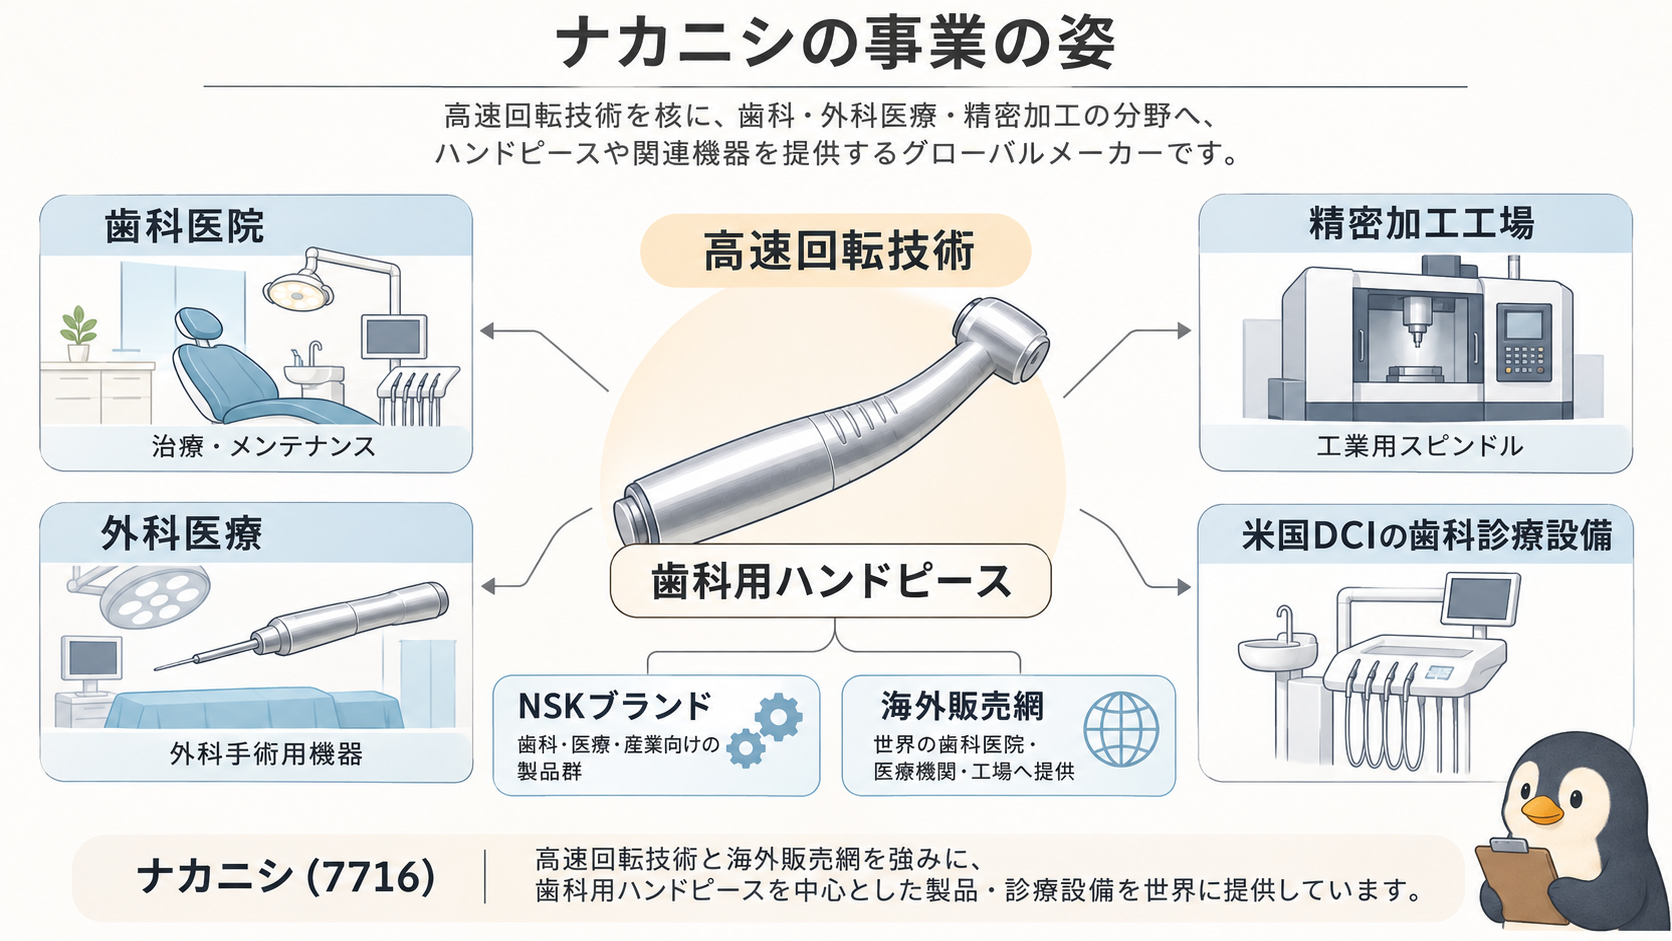 ナカニシの事業の姿
高速回転技術を核に、歯科・外科医療・精密加工の分野へ、
ハンドピースや関連機器を提供するグローバルメーカーです。
歯科医院
治療・メンテナンス
外科医療
外科手術用機器
高速回転技術
歯科用ハンドピース
NSKブランド
歯科・医療・産業向けの
製品群
海外販売網
世界の歯科医院・
医療機関・工場へ提供
精密加工工場
工業用スピンドル
米国DCIの歯科診療設備
ナカニシ (7716)
高速回転技術と海外販売網を強みに、
歯科用ハンドピースを中心とした製品・診療設備を世界に提供しています。